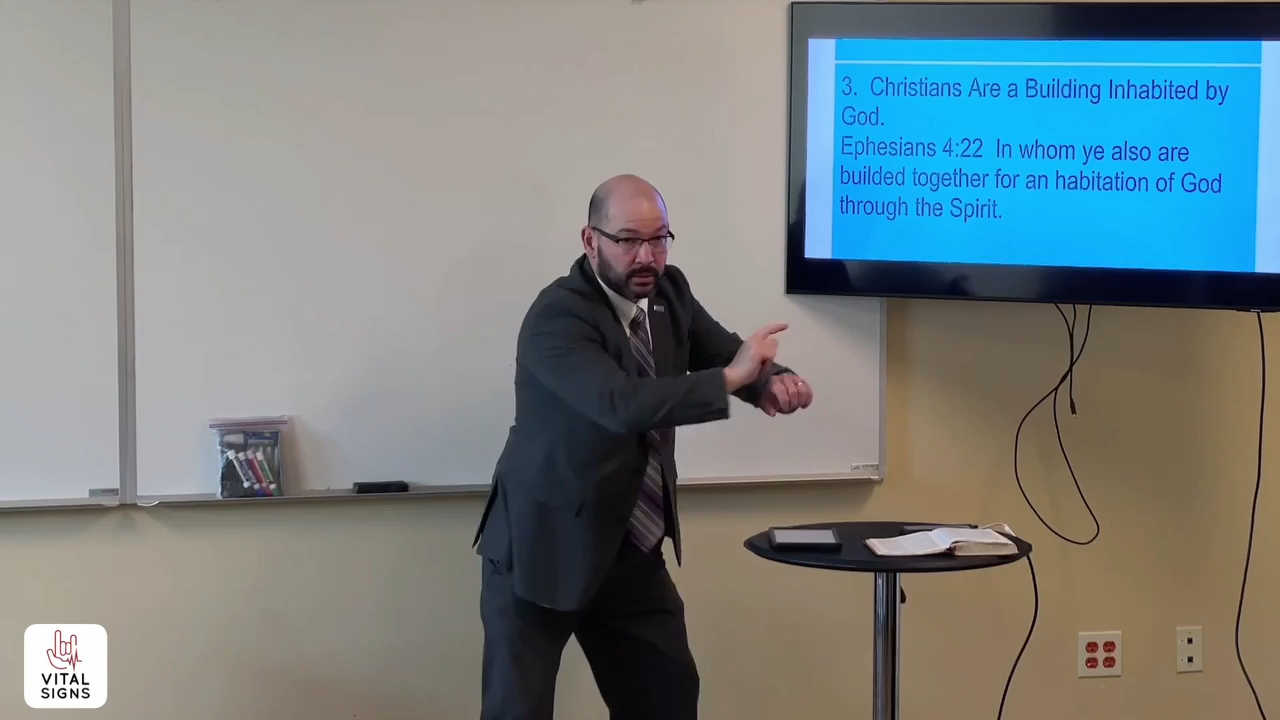 3. Christians Are a Building Inhabited by
God.
Ephesians 4:22 In whom ye also are
builded together for an habitation of God
through the Spirit.
VITAL
SIGNS